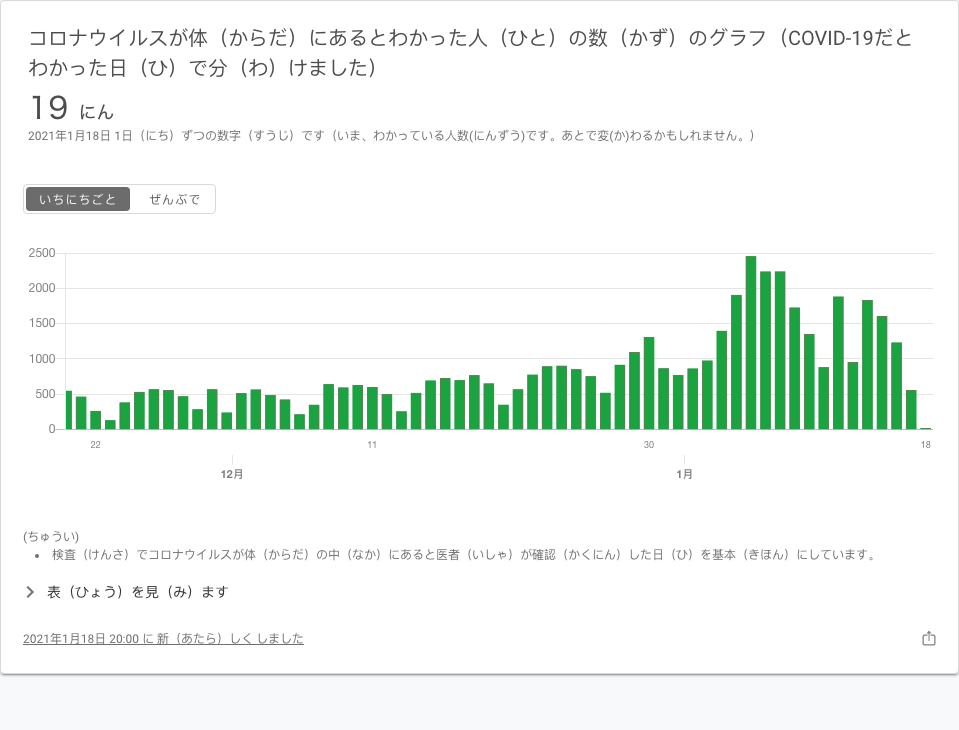 コロナウイルスが体（からだ）にあるとわかった人（ひと）の数（かず）のグラフ（COVID-19だと
わかった日（ひ）で分（わ）けました）
19 にん
2021年1月18日 1日（にち）ずつの数字（すうじ）です（いま、わかっている人数(にんずう)です。あとで変(か)わるかもしれません。）
いちにちごと ぜんぶで
2500
2000
1500
1000
500
0
22 11 30 18
12月 1月
(ちゅうい)
• 検査（けんさ）でコロナウイルスが体（からだ）の中（なか）にあると医者（いしゃ）が確認（かくにん）した日（ひ）を基本（きほん）にしています。
表（ひょう）を見（み）ます
2021年1月18日 20:00 に 新（あたら）しく しました